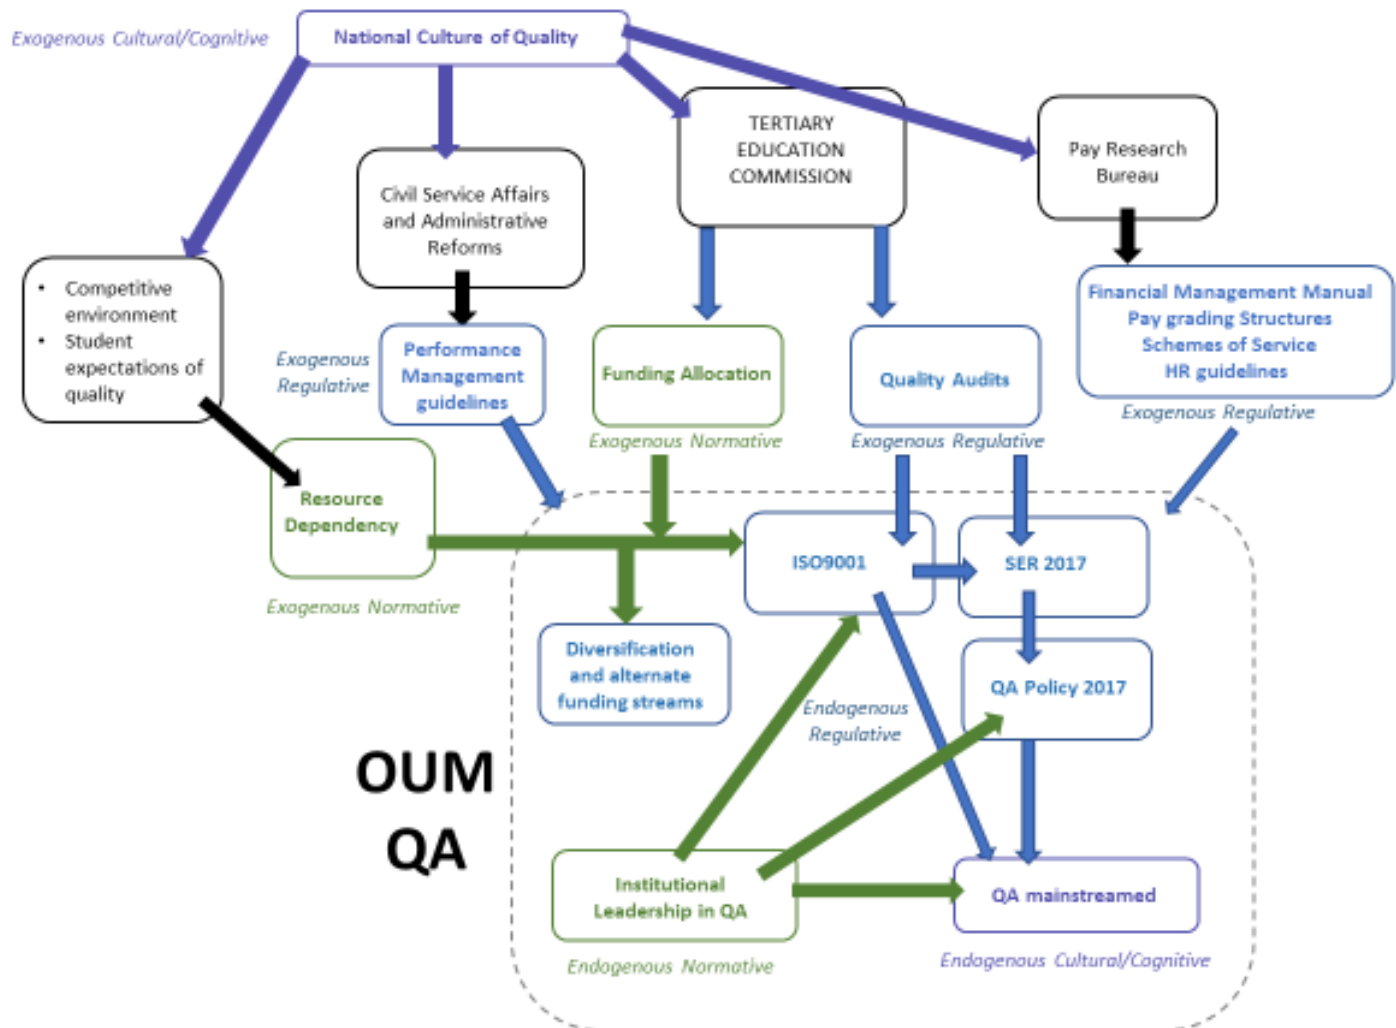 Exogenous Cultural/Cognitive
National Culture of Quality
TERTIARY
EDUCATION
COMMISSION
Pay Research
Bureau
Civil Service Affairs
and Administrative
Reforms
• Competitive
environment
• Student
expectations of
quality
Exogenous
Regulative
Performance
Management
guidelines
Funding Allocation
Exogenous Normative
Quality Audits
Exogenous Regulative
Financial Management Manual
Pay grading Structures
Schemes of Service
HR guidelines
Exogenous Regulative
Resource
Dependency
Exogenous Normative
ISO9001
SER 2017
Diversification
and alternate
funding streams
QA Policy 2017
Endogenous
Regulative
OUM
QA
Institutional
Leadership in QA
Endogenous Normative
QA mainstreamed
Endogenous Cultural/Cognitive